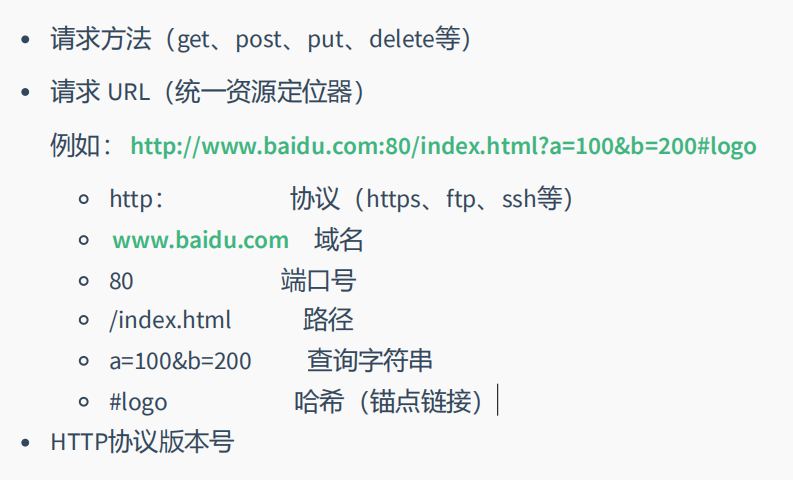 请求方法（get、post、put、delete等）
请求 URL（统一资源定位器）
例如： http://www.baidu.com:80/index.html?a=100&b=200#logo
http： 协议（https、ftp、ssh等）
www.baidu.com 域名
80 端口号
/index.html 路径
a=100&b=200 查询字符串
#logo 哈希（锚点链接）
HTTP协议版本号